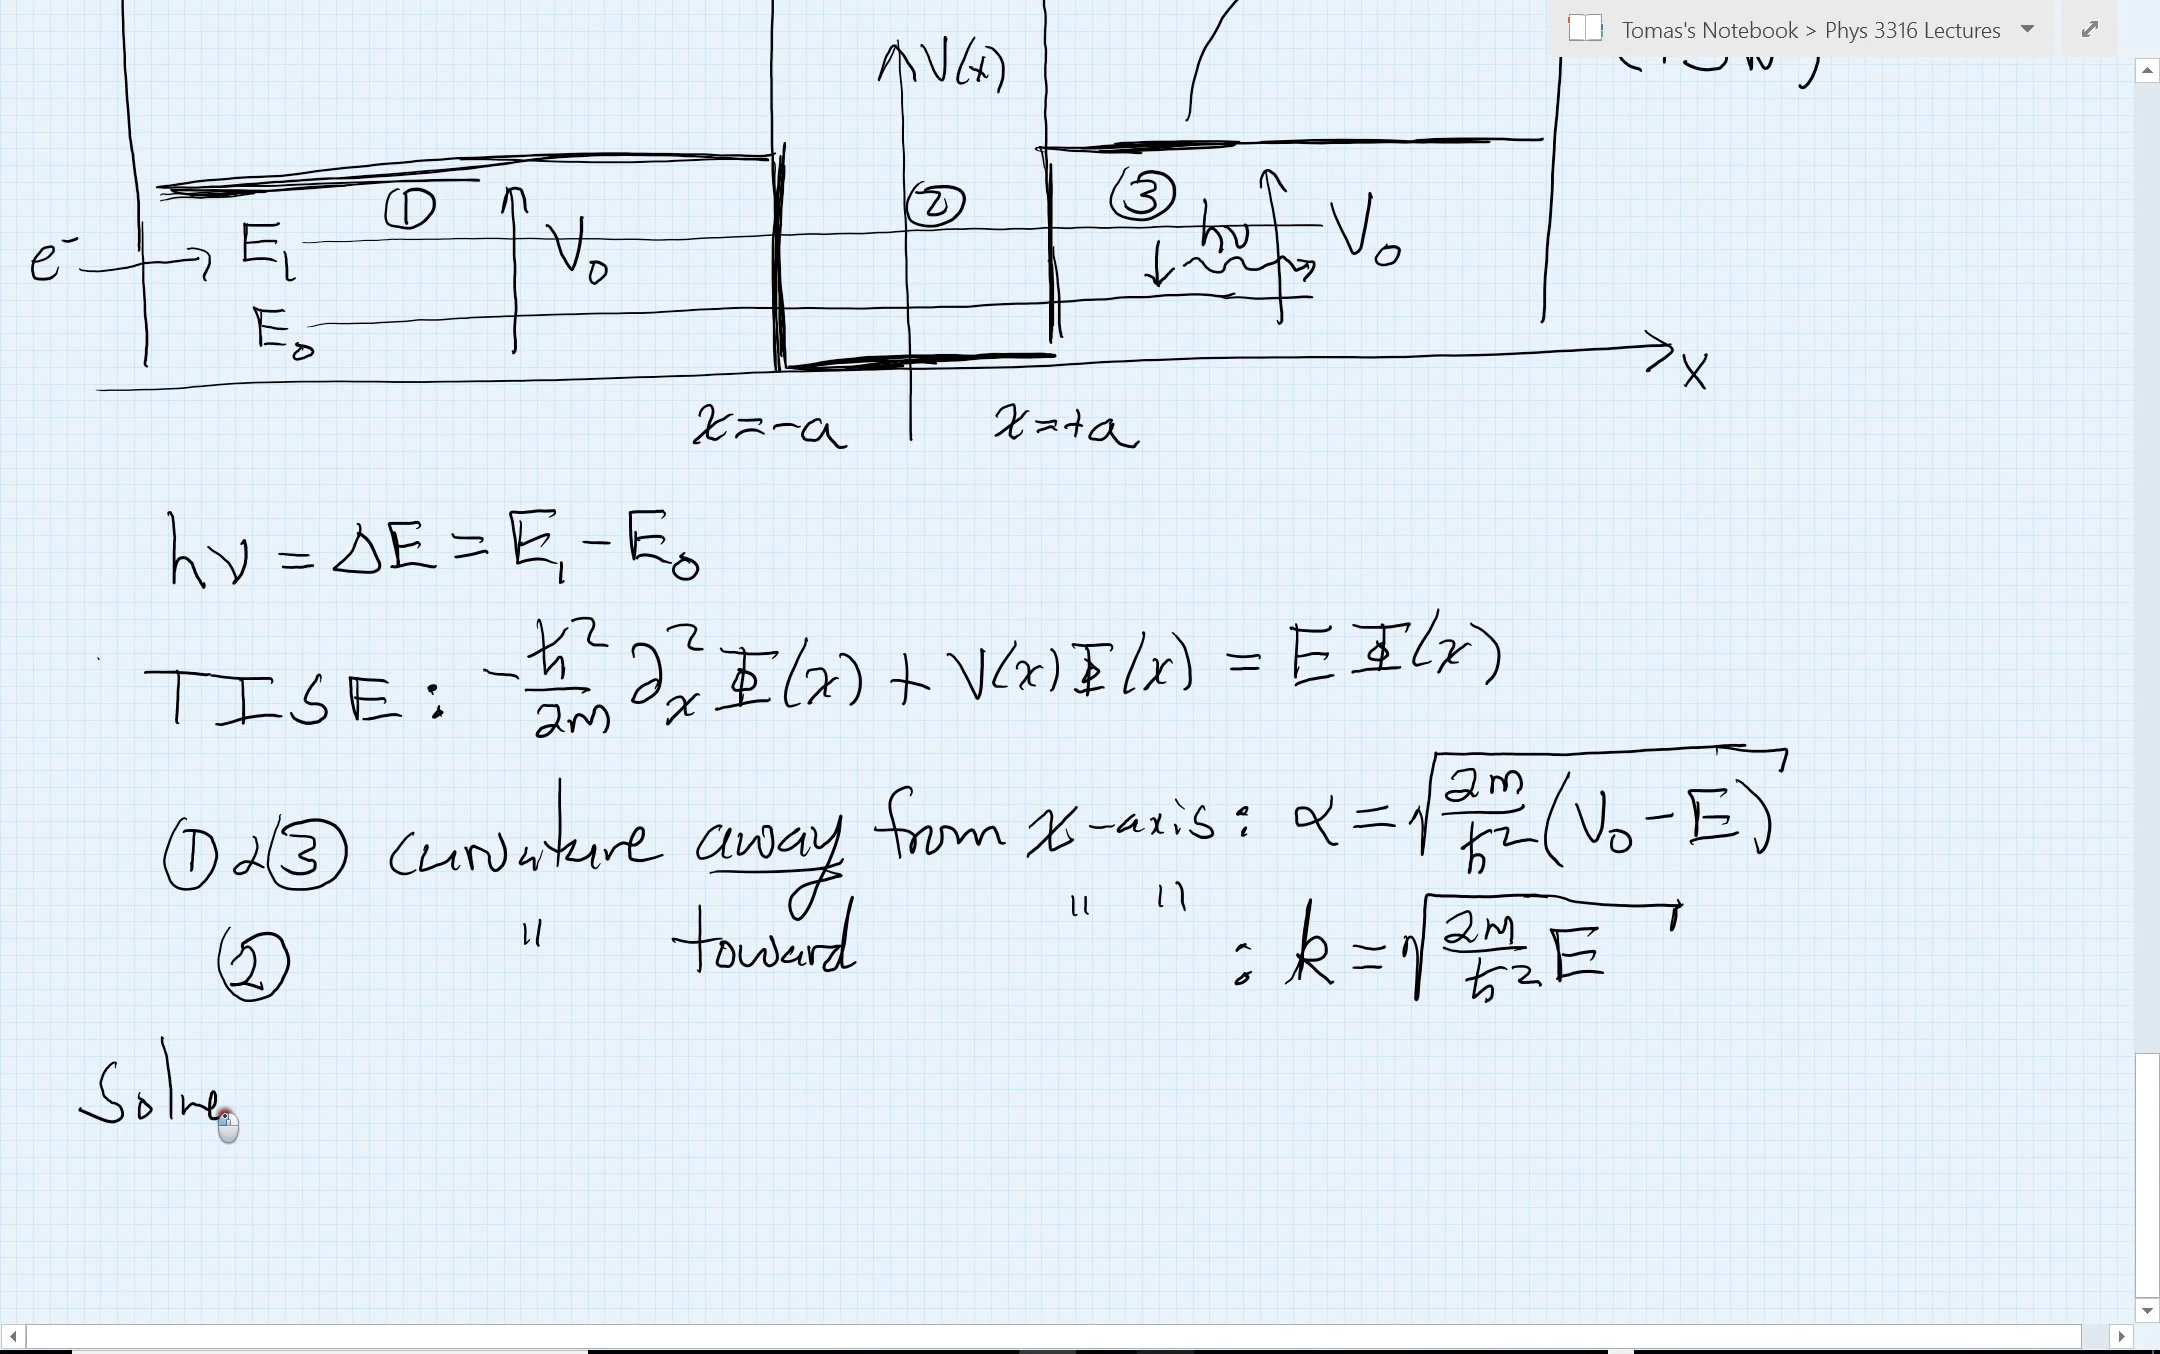 Tomas's Notebook > Phys 3316 Lectures
V(x)
① V₀ ② ③ hν V₀
e⁻ → E₁
E₀
x
x=-a x=+a
hν = ΔE = E₁ - E₀
TISE: -ħ²/2m ∂ₓ² Φ(x) + V(x)Φ(x) = E Φ(x)
① & ③ curvature away from x-axis : α = √(2m/ħ² (V₀ - E))
② " toward " " : k = √(2m/ħ² E)
Solve